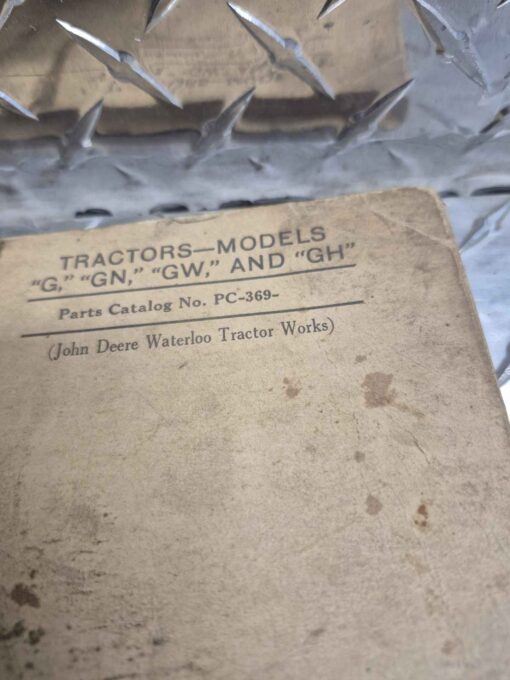 TRACTORS—MODELS
"G," "GN," "GW," AND "GH"
Parts Catalog No. PC-369-
(John Deere Waterloo Tractor Works)